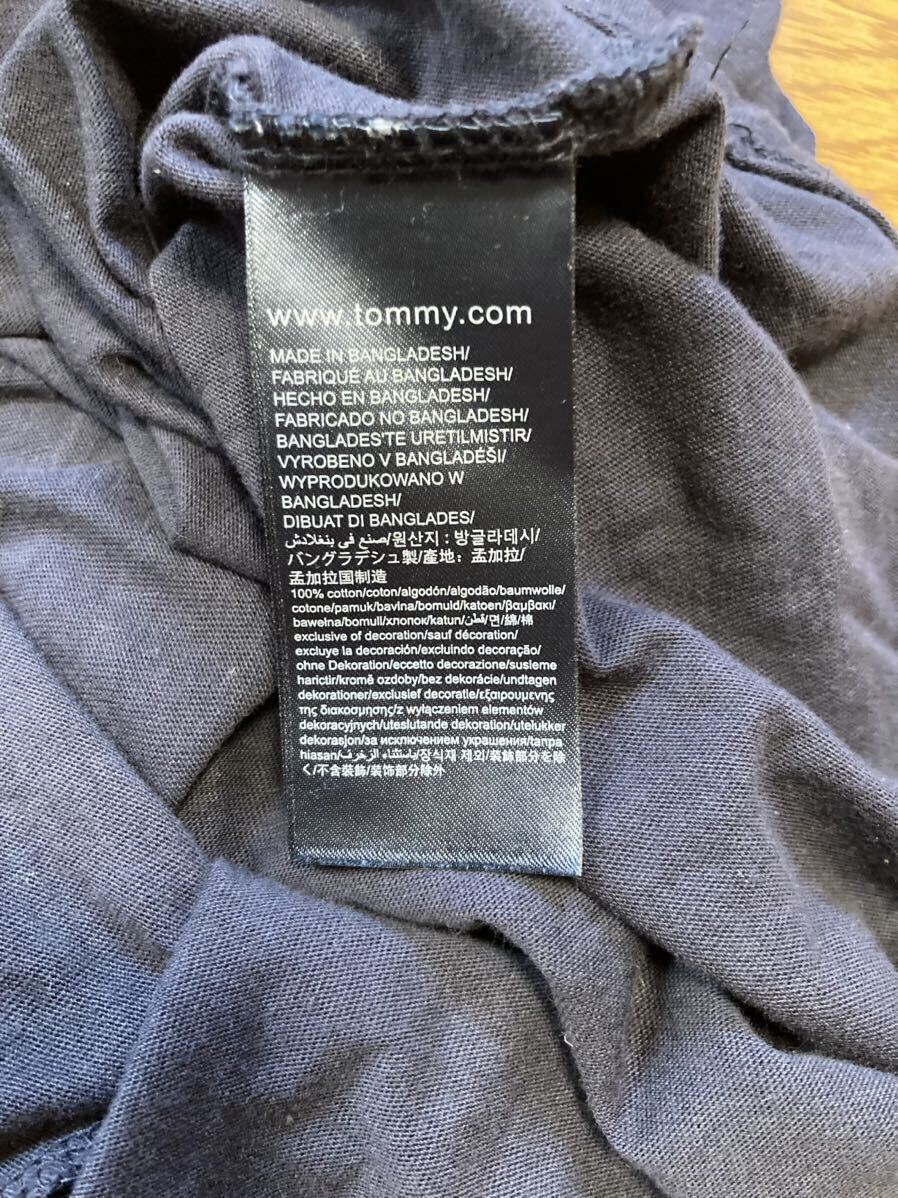 www.tommy.com
MADE IN BANGLADESH/
FABRIQUÉ AU BANGLADESH/
HECHO EN BANGLADESH/
FABRICADO NO BANGLADESH/
BANGLADES'TE URETILMISTIR/
VYROBENO V BANGLADÉŠI/
WYPRODUKOWANO W
BANGLADESH/
DIBUAT DI BANGLADES/
صنع في بنغلادش/원산지 : 방글라데시/
バングラデシュ製/產地: 孟加拉/
孟加拉国制造
100% cotton/coton/algodón/algodão/baumwolle/
cotone/pamuk/bavlna/bomuld/katoen/βαμβακι/
bawełna/bomull/хлопок/katun/قطن/면/綿/棉
exclusive of decoration/sauf décoration/
excluye la decoración/excluindo decoração/
ohne Dekoration/eccetto decorazione/susleme
harictir/kromě ozdoby/bez dekorácie/undtagen
dekorationer/exclusief decoratie/εξαιρουμενης
της διακοσμησης/z wyłączeniem elementów
dekoracyjnych/uteslutande dekoration/utelukker
dekorasjon/за исключением украшения/tanpa
hiasan/باستثناء الزخرف/장식재 제외/装飾部分を除
く/不含裝飾/装饰部分除外